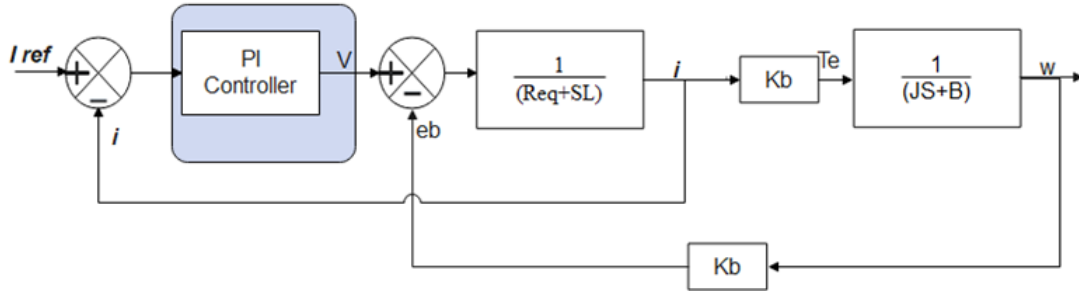 I ref
+
-
i
PI
Controller
V
+
-
eb
1
(Req+SL)
i
Kb
Te
1
(JS+B)
w
Kb